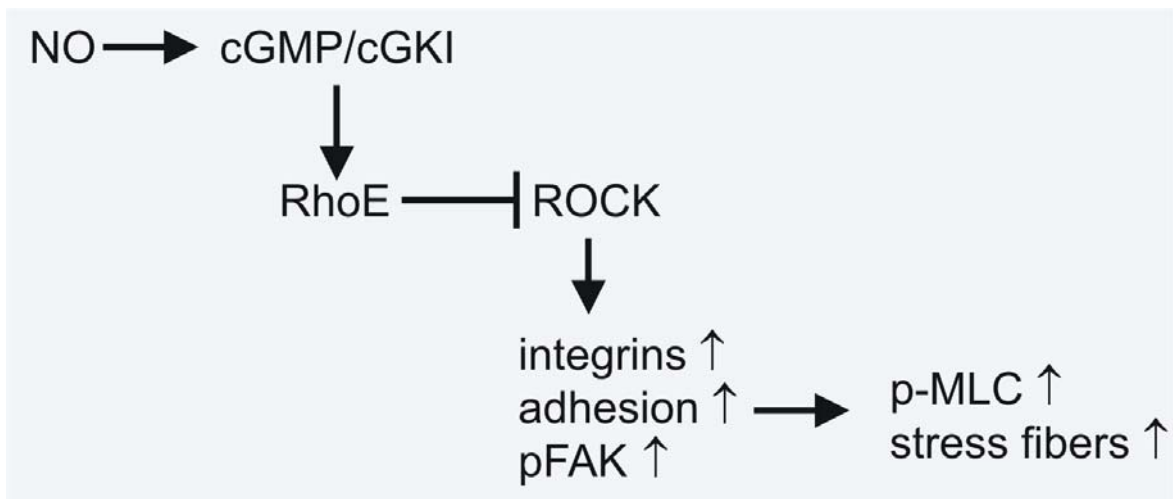 NO → cGMP/cGKI
RhoE ROCK
integrins ↑
adhesion ↑
pFAK ↑
p-MLC ↑
stress fibers ↑